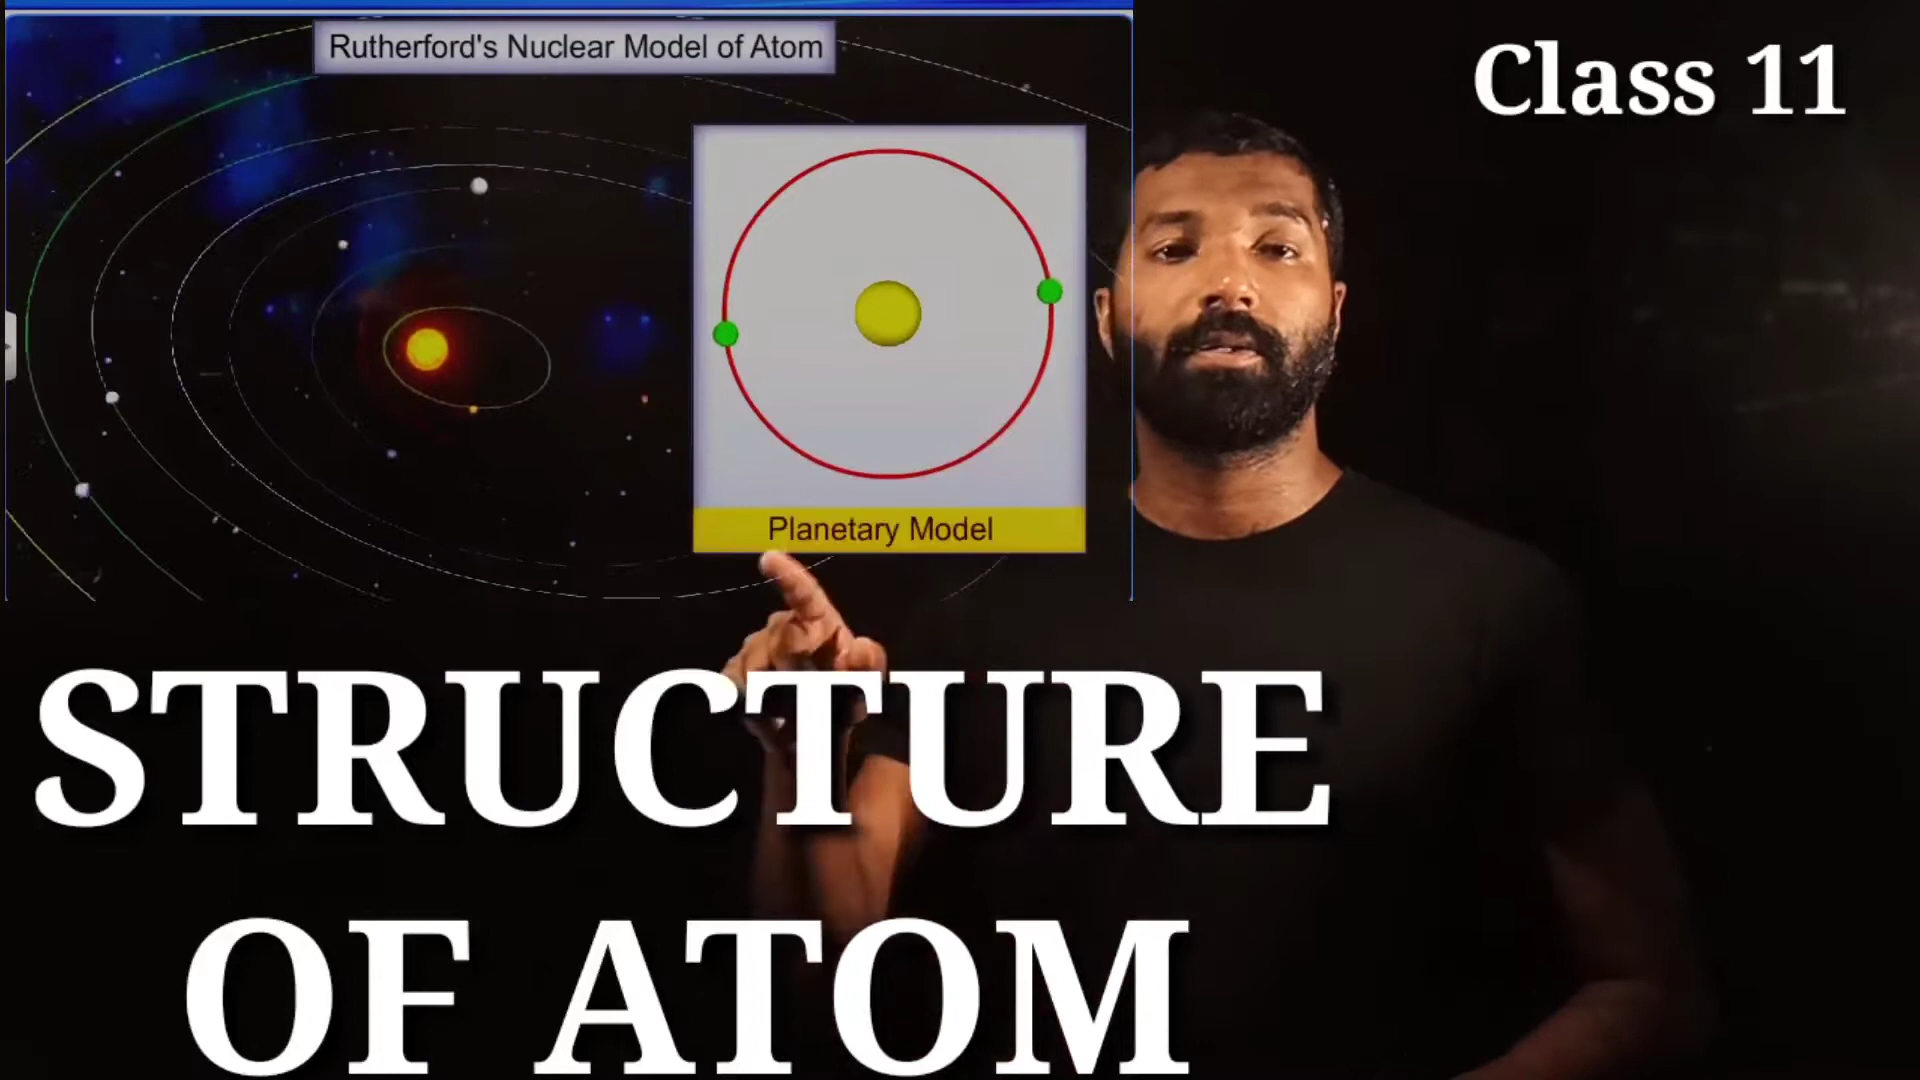 Rutherford's Nuclear Model of Atom
Class 11
Planetary Model
STRUCTURE
OF ATOM